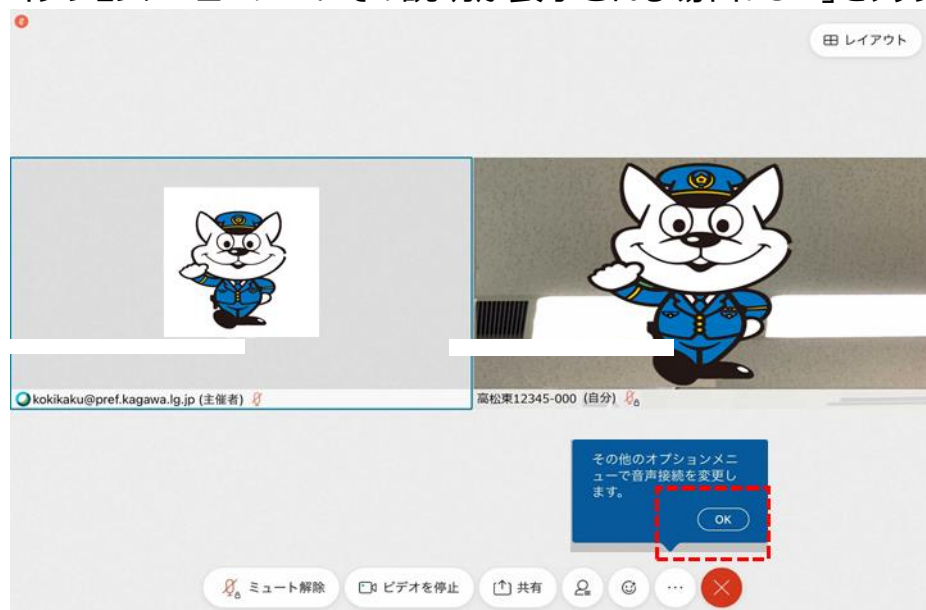 レイアウト
kokikaku@pref.kagawa.lg.jp (主催者)
高松東12345-000 (自分)
その他のオプションメニ
ューで音声接続を変更し
ます。
OK
ミュート解除
ビデオを停止
共有